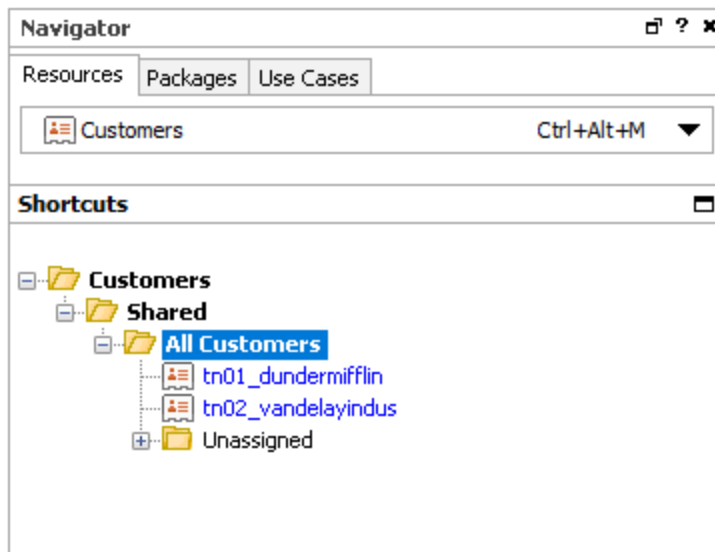 Navigator ?
Resources Packages Use Cases
Customers Ctrl+Alt+M
Shortcuts
Customers
Shared
All Customers
tn01_dundermifflin
tn02_vandelayindus
Unassigned